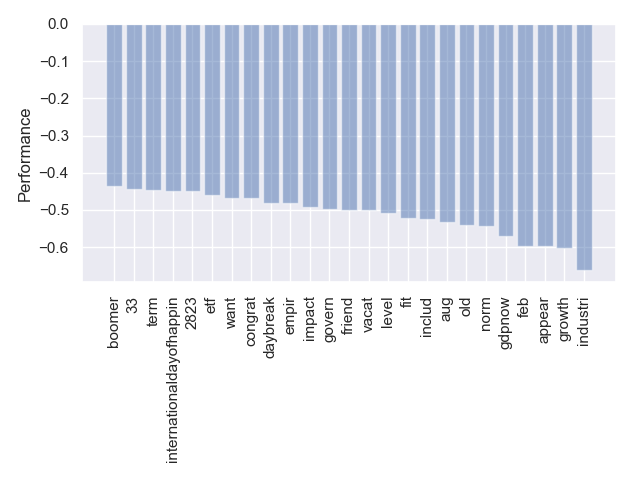 0.0
−0.1
−0.2
−0.3
−0.4
−0.5
−0.6
Performance
boomer
33
term
internationaldayofhappin
2823
etf
want
congrat
daybreak
empir
impact
govern
friend
vacat
level
fit
includ
aug
old
norm
gdpnow
feb
appear
growth
industri